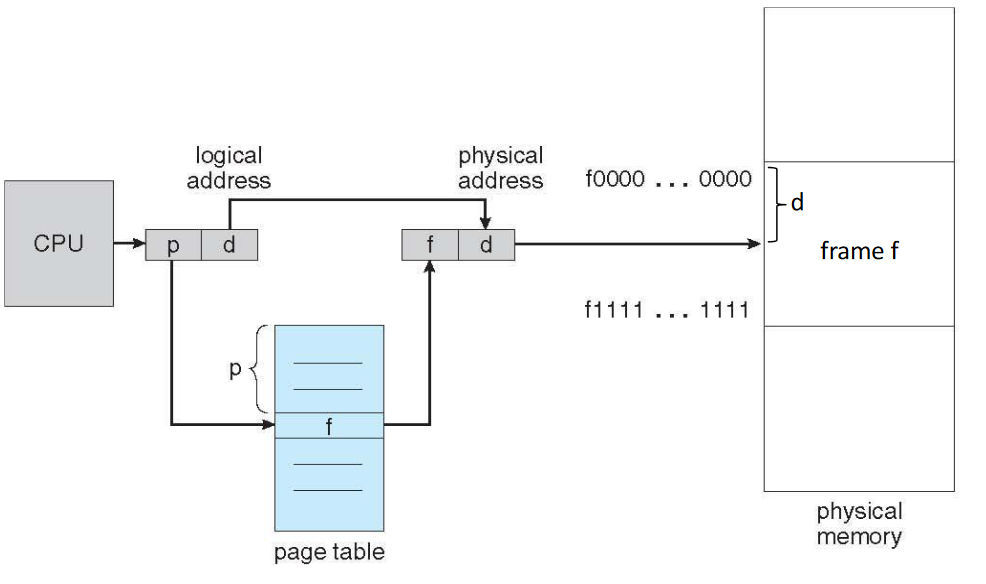 logical
address
physical
address
f0000 ... 0000
d
CPU
p d
f d
frame f
f1111 ... 1111
p
f
page table
physical
memory